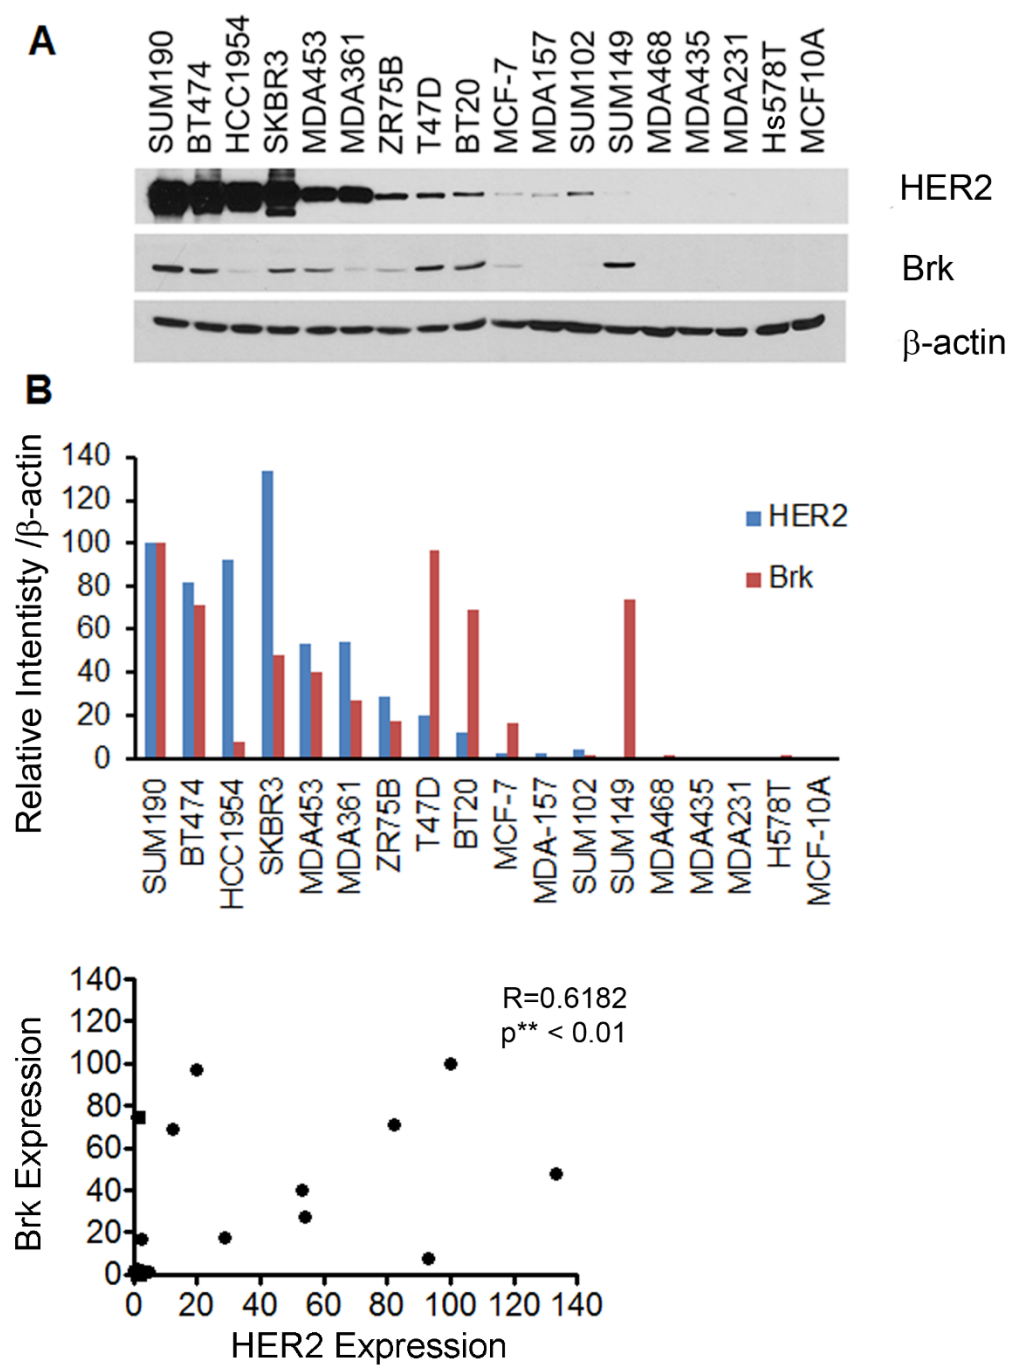 A
SUM190 BT474 HCC1954 SKBR3 MDA453 MDA361 ZR75B T47D BT20 MCF-7 MDA157 SUM102 SUM149 MDA468 MDA435 MDA231 Hs578T MCF10A
HER2
Brk
β-actin
B
Relative Intentisty /β-actin
140
120
100
80
60
40
20
0
HER2
Brk
SUM190 BT474 HCC1954 SKBR3 MDA453 MDA361 ZR75B T47D BT20 MCF-7 MDA-157 SUM102 SUM149 MDA468 MDA435 MDA231 H578T MCF-10A
Brk Expression
140
120
100
80
60
40
20
0
R=0.6182
p** < 0.01
0 20 40 60 80 100 120 140
HER2 Expression